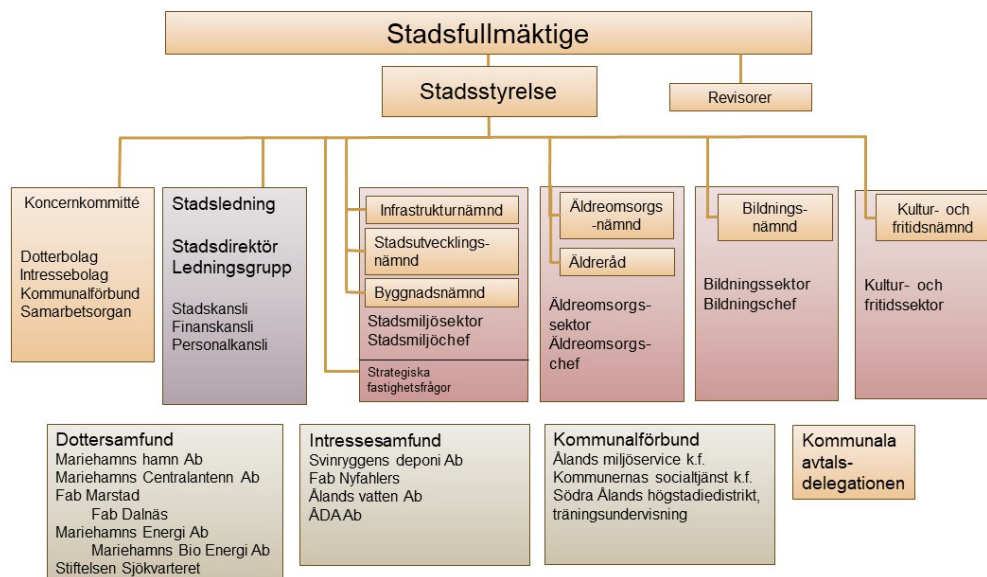 Stadsfullmäktige
Stadsstyrelse
Revisorer
Koncernkommitté
Dotterbolag
Intressebolag
Kommunalförbund
Samarbetsorgan
Stadsledning
Stadsdirektör
Ledningsgrupp
Stadskansli
Finanskansli
Personalkansli
Infrastrukturnämnd
Stadsutvecklings-
nämnd
Byggnadsnämnd
Stadsmiljösektor
Stadsmiljöchef
Strategiska
fastighetsfrågor
Äldreomsorgs
-nämnd
Äldreråd
Äldreomsorgs-
sektor
Äldreomsorgs-
chef
Bildnings-
nämnd
Bildningssektor
Bildningschef
Kultur- och
fritidsnämnd
Kultur- och
fritidssektor
Dottersamfund
Mariehamns hamn Ab
Mariehamns Centralantenn Ab
Fab Marstad
Fab Dalnäs
Mariehamns Energi Ab
Mariehamns Bio Energi Ab
Stiftelsen Sjökvarteret
Intressesamfund
Svinryggens deponi Ab
Fab Nyfahlers
Ålands vatten Ab
ÅDA Ab
Kommunalförbund
Ålands miljöservice k.f.
Kommunernas socialtjänst k.f.
Södra Ålands högstadiedistrikt,
träningsundervisning
Kommunala
avtals-
delegationen